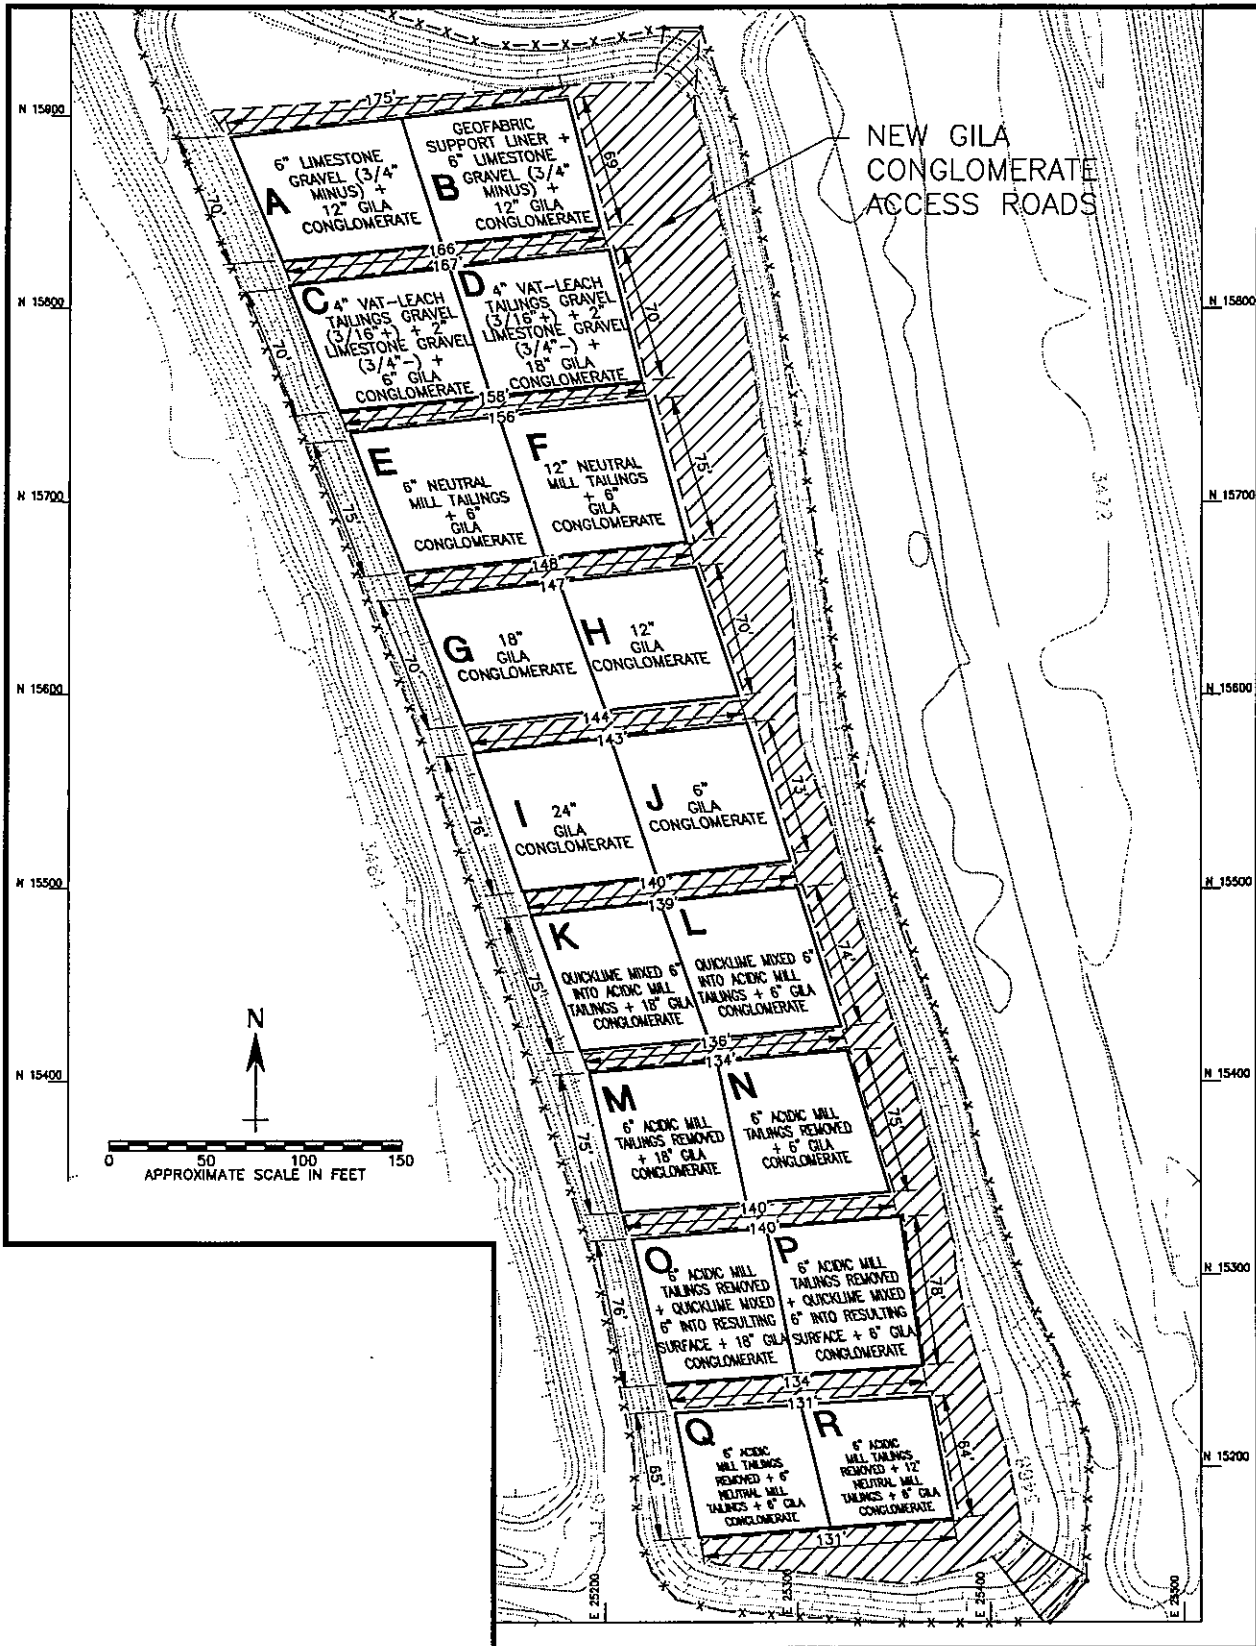 N 15900
175'
A
6" LIMESTONE
GRAVEL (3/4"
MINUS) +
12" GILA
CONGLOMERATE
B
GEOFABRIC
SUPPORT LINER +
6" LIMESTONE
GRAVEL (3/4"
MINUS) +
12" GILA
CONGLOMERATE
70'
69'
NEW GILA
CONGLOMERATE
ACCESS ROADS
166'
167'
N 15800
N 15800
C
4" VAT-LEACH
TAILINGS GRAVEL
(3/16"+) + 2"
LIMESTONE GRAVEL
(3/4"-) +
6" GILA
CONGLOMERATE
D
4" VAT-LEACH
TAILINGS GRAVEL
(3/16"+) + 2"
LIMESTONE GRAVEL
(3/4"-) +
18" GILA
CONGLOMERATE
70'
70'
158'
156'
N 15700
N 15700
E
6" NEUTRAL
MILL TAILINGS
+ 6"
GILA
CONGLOMERATE
F
12" NEUTRAL
MILL TAILINGS
+ 6"
GILA
CONGLOMERATE
75'
75'
3472
148'
147'
G
18"
GILA
CONGLOMERATE
H
12"
GILA
CONGLOMERATE
70'
70'
N 15600
N 15600
144'
143'
I
24"
GILA
CONGLOMERATE
J
6"
GILA
CONGLOMERATE
76'
73'
N 15500
N 15500
140'
139'
K
QUICKLIME MIXED 6"
INTO ACIDIC MILL
TAILINGS + 18" GILA
CONGLOMERATE
L
QUICKLIME MIXED 6"
INTO ACIDIC MILL
TAILINGS + 6" GILA
CONGLOMERATE
75'
74'
136'
134'
N 15400
N 15400
N
0 50 100 150
APPROXIMATE SCALE IN FEET
M
6" ACIDIC MILL
TAILINGS REMOVED
+ 18" GILA
CONGLOMERATE
N
6" ACIDIC MILL
TAILINGS REMOVED
+ 6" GILA
CONGLOMERATE
75'
75'
140'
140'
N 15300
O
6" ACIDIC MILL
TAILINGS REMOVED
+ QUICKLIME MIXED
6" INTO RESULTING
SURFACE + 18" GILA
CONGLOMERATE
P
6" ACIDIC MILL
TAILINGS REMOVED
+ QUICKLIME MIXED
6" INTO RESULTING
SURFACE + 6" GILA
CONGLOMERATE
76'
78'
134'
131'
N 15200
Q
6" ACIDIC
MILL TAILINGS
REMOVED + 6"
NEUTRAL MILL
TAILINGS + 6" GILA
CONGLOMERATE
R
6" ACIDIC
MILL TAILINGS
REMOVED + 12"
NEUTRAL MILL
TAILINGS + 6" GILA
CONGLOMERATE
65'
64'
131'
E 25200
E 25300
E 25400
E 25500